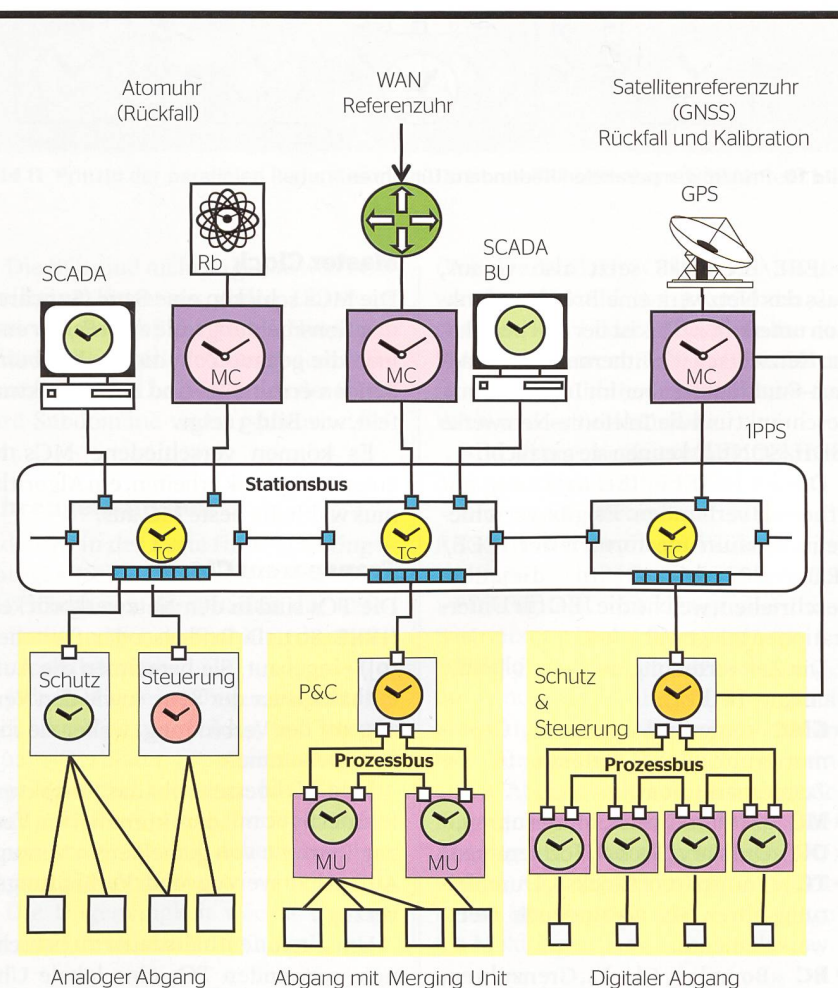 Atomuhr
(Rückfall)
WAN
Referenzuhr
Satellitenreferenzuhr
(GNSS)
Rückfall und Kalibration
GPS
Rb
SCADA
SCADA
BU
MC
MC
MC
1PPS
Stationsbus
TC
TC
TC
Schutz
Steuerung
P&C
Schutz
&
Steuerung
Prozessbus
Prozessbus
MU
MU
Analoger Abgang
Abgang mit Merging Unit
Digitaler Abgang